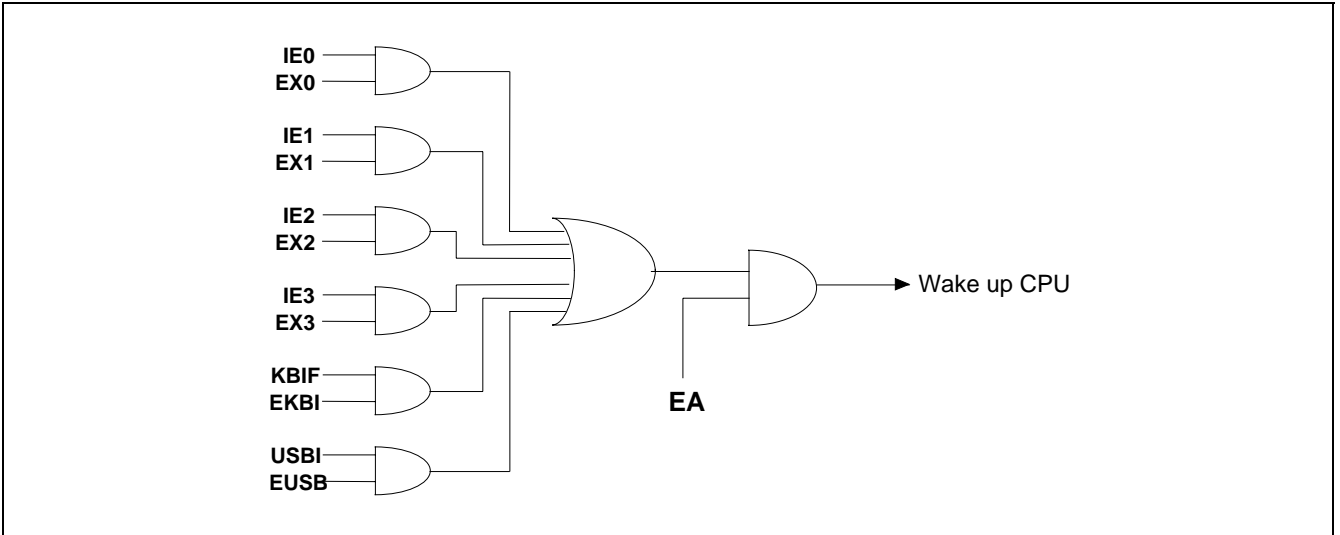 IE0
EX0
IE1
EX1
IE2
EX2
IE3
EX3
KBIF
EKBI
USBI
EUSB
EA
Wake up CPU